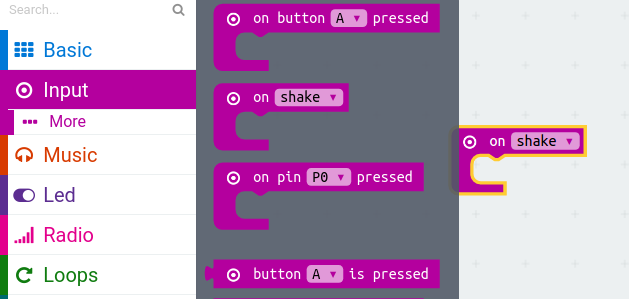 Search...
Basic
Input
More
Music
Led
Radio
Loops
on button A pressed
on shake
on pin P0 pressed
button A is pressed
on shake